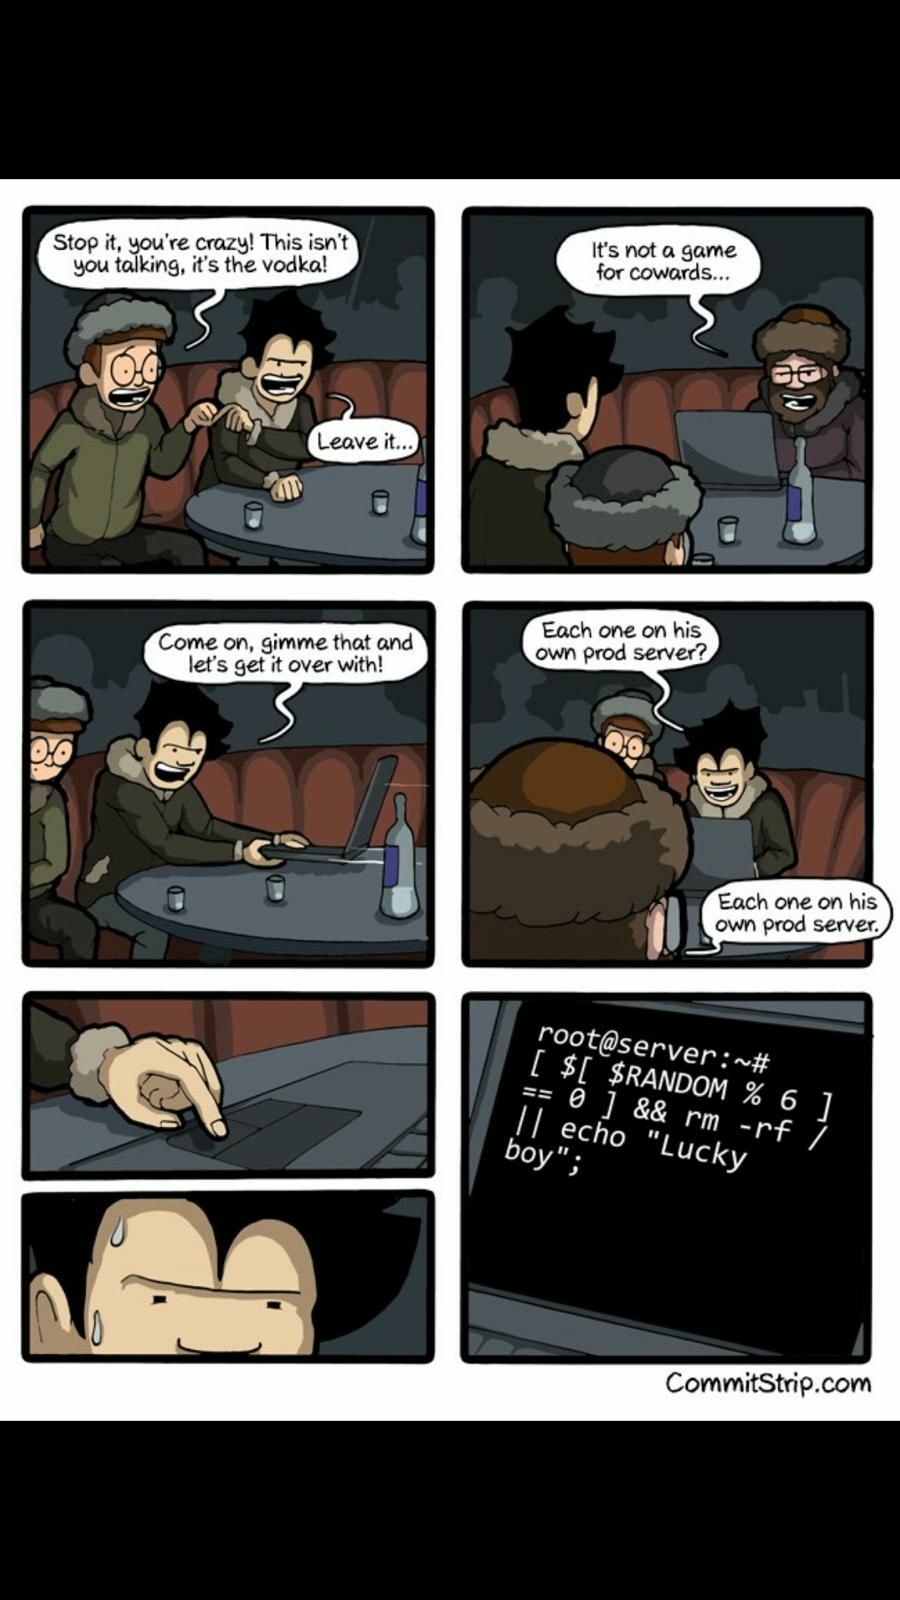 Stop it, you're crazy! This isn't
you talking, it's the vodka!
Leave it...
It's not a game
for cowards...
Come on, gimme that and
let's get it over with!
Each one on his
own prod server?
Each one on his
own prod server.
root@server:~#
[ $[ $RANDOM % 6 ]
== 0 ] && rm -rf /
|| echo "Lucky
boy";
CommitStrip.com